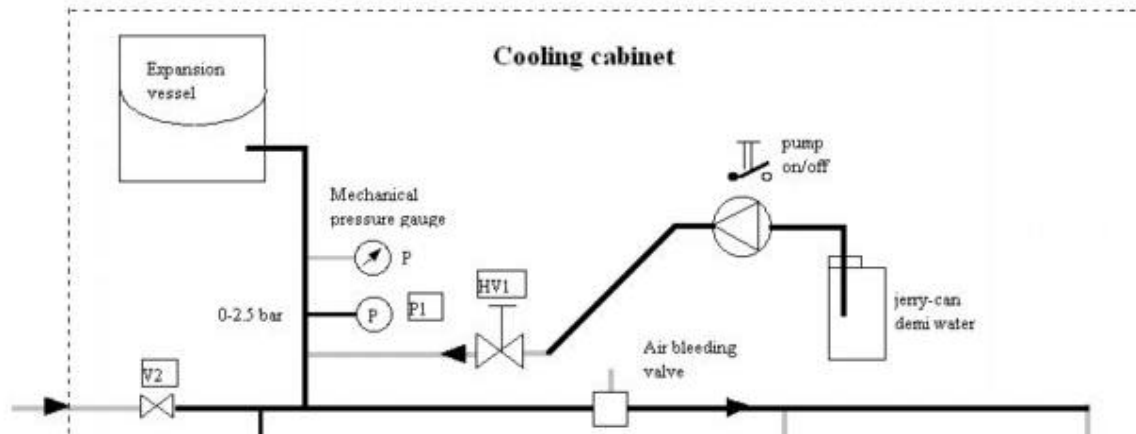 Cooling cabinet
Expansion
vessel
pump
on/off
Mechanical
pressure gauge
P
HV1
0-2.5 bar
P
P1
jerry-can
demi water
Air bleeding
valve
V2